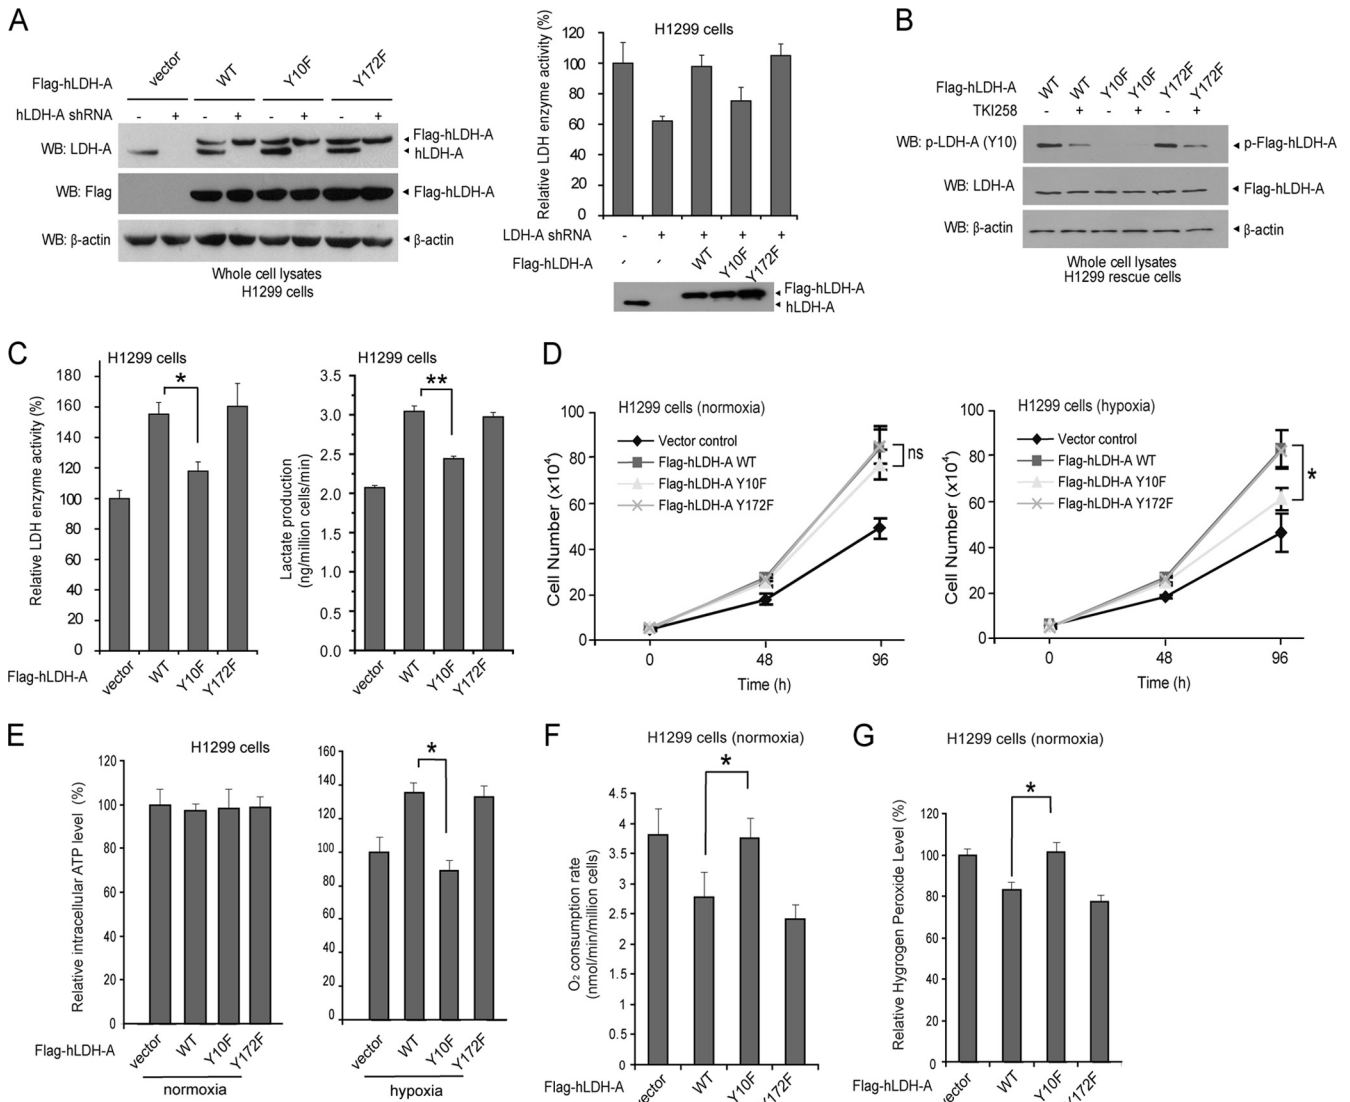 A
Flag-hLDH-A
vector
WT
Y10F
Y172F
hLDH-A shRNA
- + - + - + - +
WB: LDH-A
Flag-hLDH-A
hLDH-A
WB: Flag
Flag-hLDH-A
WB: β-actin
β-actin
Whole cell lysates
H1299 cells
H1299 cells
Relative LDH enzyme activity (%)
120
100
80
60
40
20
0
LDH-A shRNA
- + + + +
Flag-hLDH-A
- - WT Y10F Y172F
Flag-hLDH-A
hLDH-A
B
Flag-hLDH-A
WT WT Y10F Y10F Y172F Y172F
TKI258
- + - + - +
WB: p-LDH-A (Y10)
p-Flag-hLDH-A
WB: LDH-A
Flag-hLDH-A
WB: β-actin
β-actin
Whole cell lysates
H1299 rescue cells
C
H1299 cells
Relative LDH enzyme activity (%)
180
160
140
120
100
80
60
40
20
0
*
Flag-hLDH-A
vector WT Y10F Y172F
H1299 cells
Lactate production
(ng/million cells/min)
3.5
3.0
2.5
2.0
2.5
2.0
1.5
1.0
0.5
0.0
**
vector WT Y10F Y172F
D
H1299 cells (normoxia)
Vector control
Flag-hLDH-A WT
Flag-hLDH-A Y10F
Flag-hLDH-A Y172F
Cell Number (x10⁴)
100
80
60
40
20
0
ns
0 48 96
Time (h)
H1299 cells (hypoxia)
Vector control
Flag-hLDH-A WT
Flag-hLDH-A Y10F
Flag-hLDH-A Y172F
Cell Number (x10⁴)
100
80
60
40
20
0
*
0 48 96
Time (h)
E
H1299 cells
Relative intracellular ATP level (%)
120
100
80
60
40
20
0
Flag-hLDH-A
vector WT Y10F Y172F
normoxia
160
140
120
100
80
60
40
20
0
*
vector WT Y10F Y172F
hypoxia
F
H1299 cells (normoxia)
O₂ consumption rate
(nmol/min/million cells)
4.5
4
3.5
3
2.5
2
1.5
1
0.5
0
*
Flag-hLDH-A
vector WT Y10F Y172F
G
H1299 cells (normoxia)
Relative Hygrogen Peroxide Level (%)
120
100
80
60
40
20
0
*
Flag-hLDH-A
vector WT Y10F Y172F